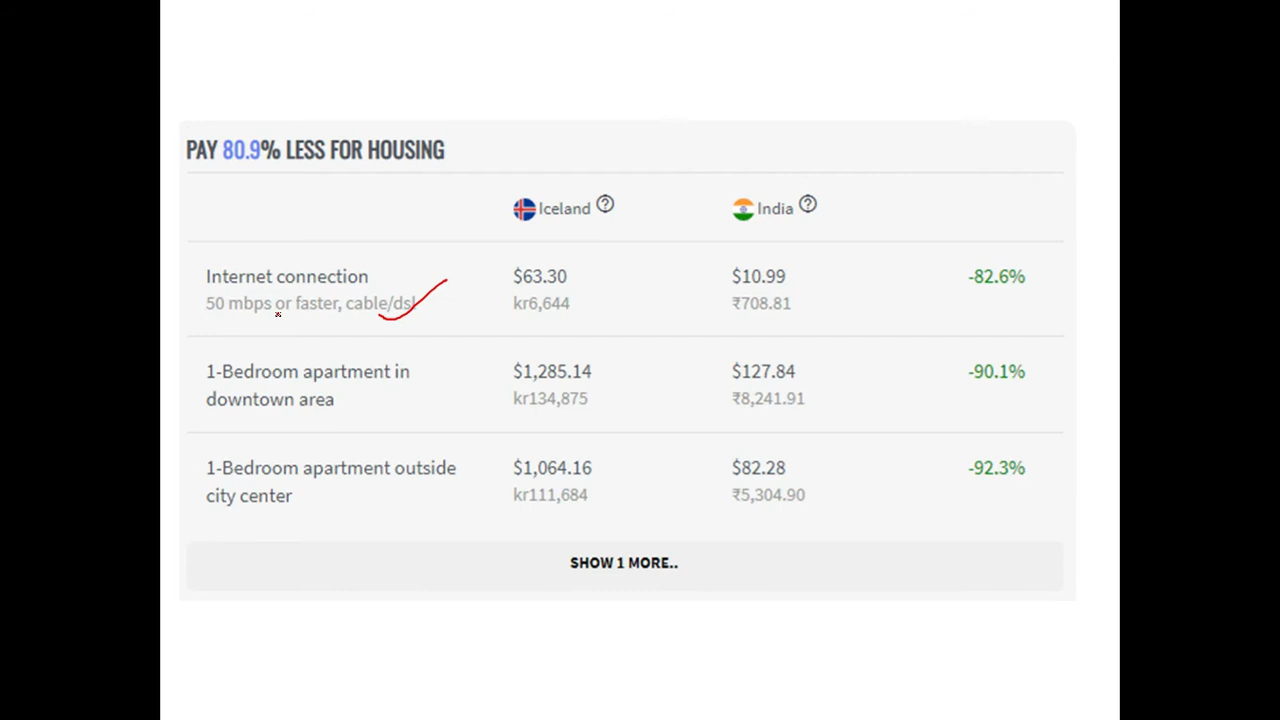 PAY 80.9% LESS FOR HOUSING
Iceland India
Internet connection $63.30 $10.99 -82.6%
50 mbps or faster, cable/dsl kr6,644 ₹708.81
1-Bedroom apartment in $1,285.14 $127.84 -90.1%
downtown area kr134,875 ₹8,241.91
1-Bedroom apartment outside $1,064.16 $82.28 -92.3%
city center kr111,684 ₹5,304.90
SHOW 1 MORE..